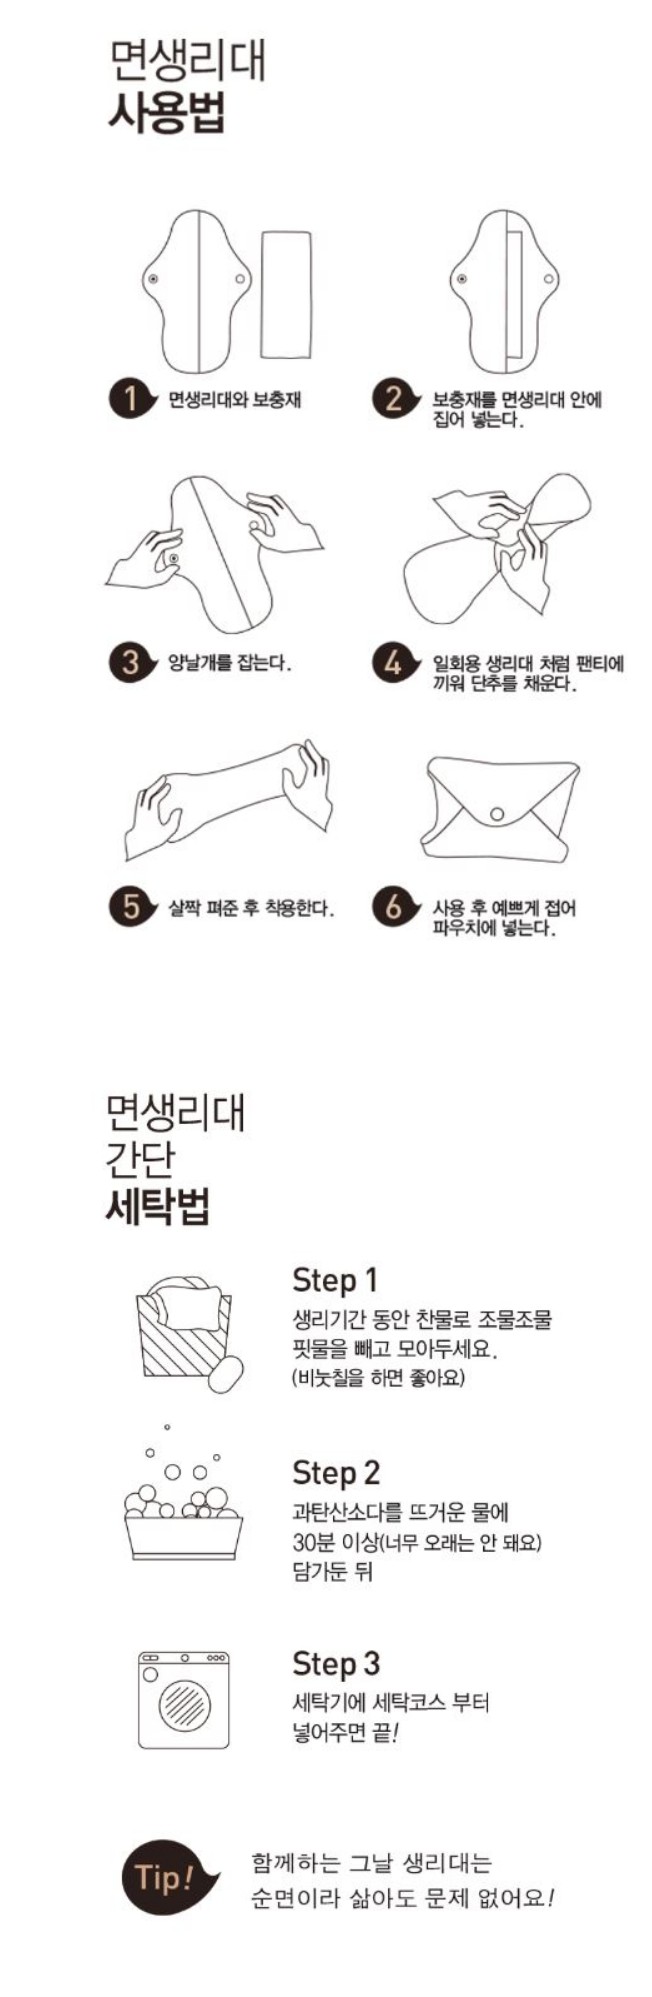 면생리대
사용법
1 면생리대와 보충재
2 보충재를 면생리대 안에
집어 넣는다.
3 양날개를 잡는다.
4 일회용 생리대 처럼 팬티에
끼워 단추를 채운다.
5 살짝 펴준 후 착용한다.
6 사용 후 예쁘게 접어
파우치에 넣는다.
면생리대
간단
세탁법
Step 1
생리기간 동안 찬물로 조물조물
핏물을 빼고 모아두세요.
(비눗칠을 하면 좋아요)
Step 2
과탄산소다를 뜨거운 물에
30분 이상(너무 오래는 안 돼요)
담가둔 뒤
Step 3
세탁기에 세탁코스 부터
넣어주면 끝!
Tip!
함께하는 그날 생리대는
순면이라 삶아도 문제 없어요!